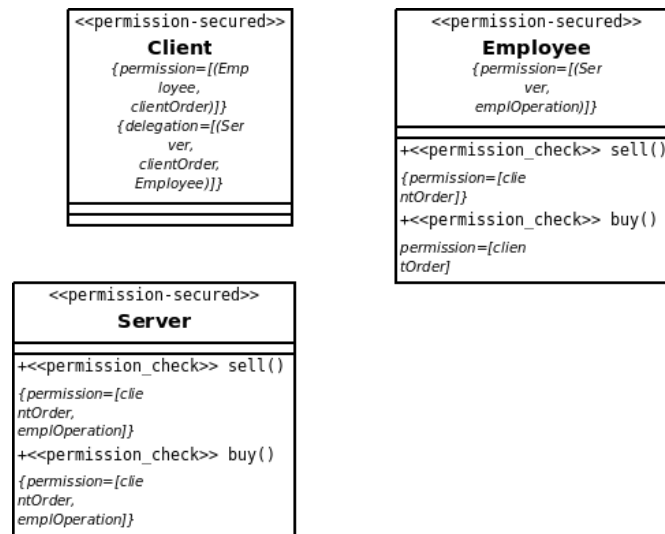 <<permission-secured>>
Client
{permission=[(Emp
loyee,
clientOrder)]}
{delegation=[(Ser
ver,
clientOrder,
Employee)]}
<<permission-secured>>
Employee
{permission=[(Ser
ver,
emplOperation)]}
+<<permission_check>> sell()
{permission=[clie
ntOrder]}
+<<permission_check>> buy()
permission=[clien
tOrder]
<<permission-secured>>
Server
+<<permission_check>> sell()
{permission=[clie
ntOrder,
emplOperation]}
+<<permission_check>> buy()
{permission=[clie
ntOrder,
emplOperation]}